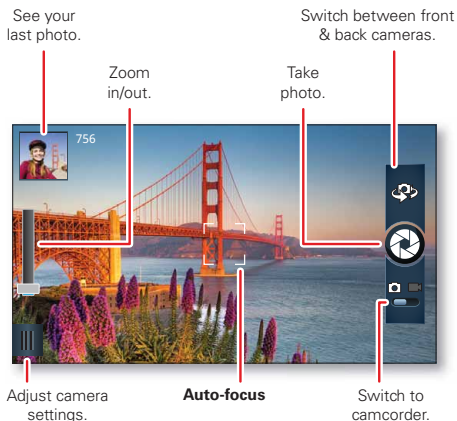 See your
last photo.
Switch between front
& back cameras.
Zoom
in/out.
Take
photo.
756
Adjust camera
settings.
Auto-focus
Switch to
camcorder.